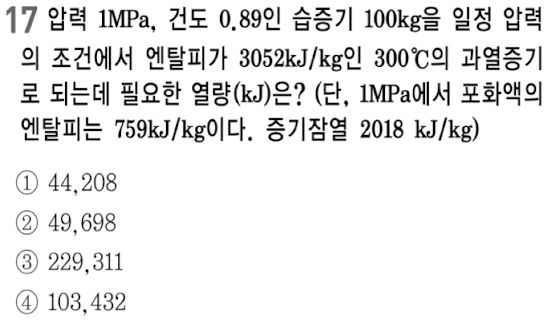 17 압력 1MPa, 건도 0.89인 습증기 100kg을 일정 압력
의 조건에서 엔탈피가 3052kJ/kg인 300℃의 과열증기
로 되는데 필요한 열량(kJ)은? (단, 1MPa에서 포화액의
엔탈피는 759kJ/kg이다. 증기잠열 2018 kJ/kg)
① 44,208
② 49,698
③ 229,311
④ 103,432